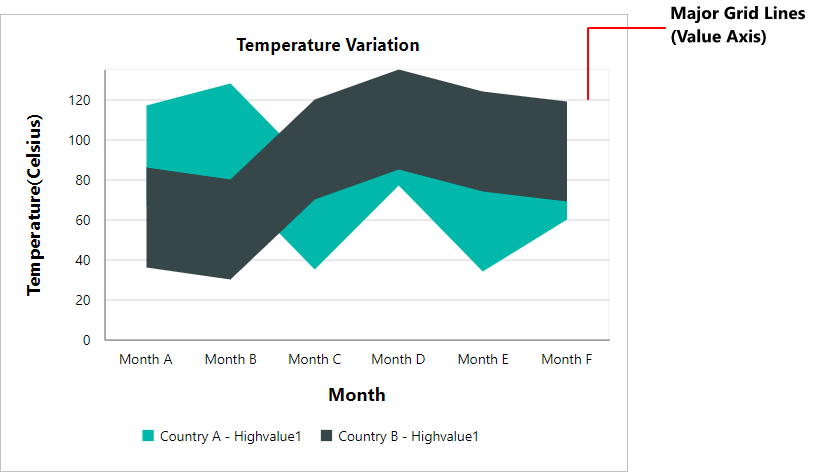 Major Grid Lines
(Value Axis)
Temperature Variation
Temperature(Celsius)
120
100
80
60
40
20
0
Month A Month B Month C Month D Month E Month F
Month
Country A - Highvalue1 Country B - Highvalue1